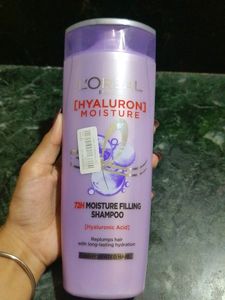 L'ORÉAL
[HYALURON]
MOISTURE
72H MOISTURE FILLING
SHAMPOO
[Hyaluronic Acid]
Replumps hair
with long-lasting hydration